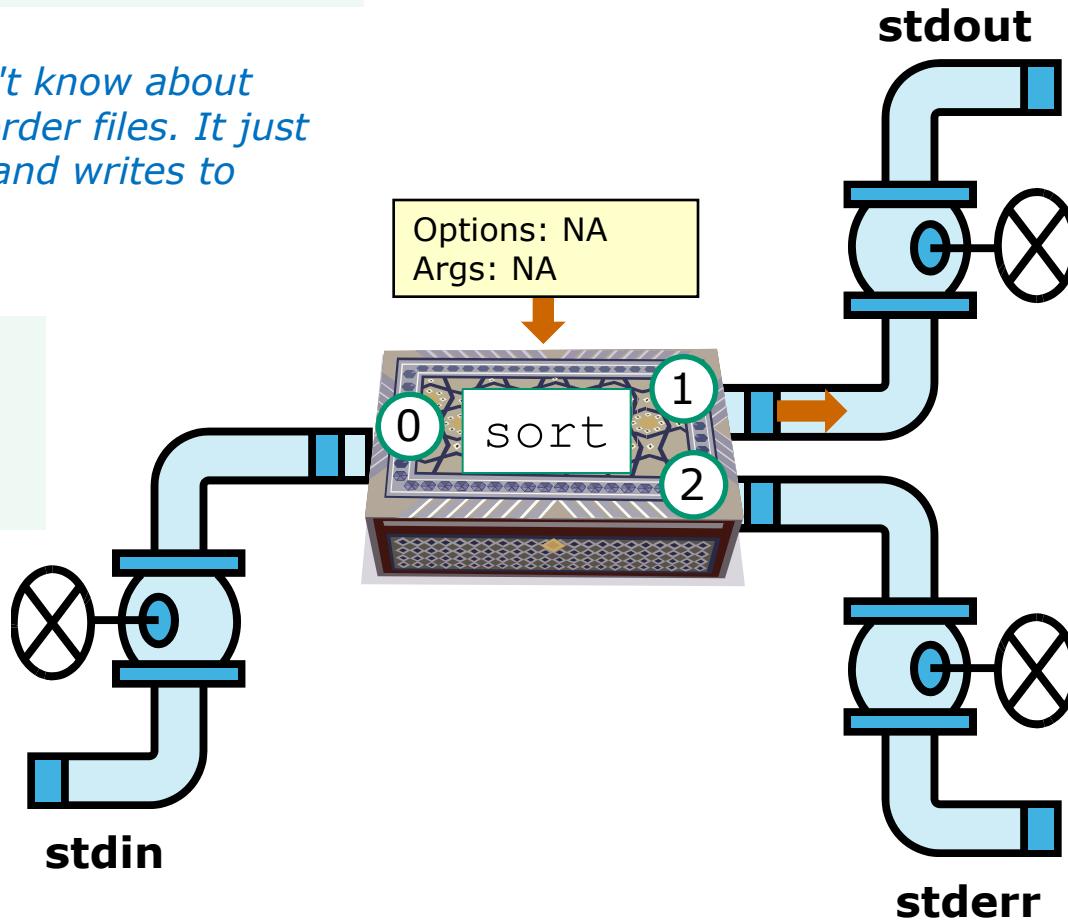 stdout
't know about
order files. It just
and writes to
Options: NA
Args: NA
1
0
sort
2
stdin
stderr